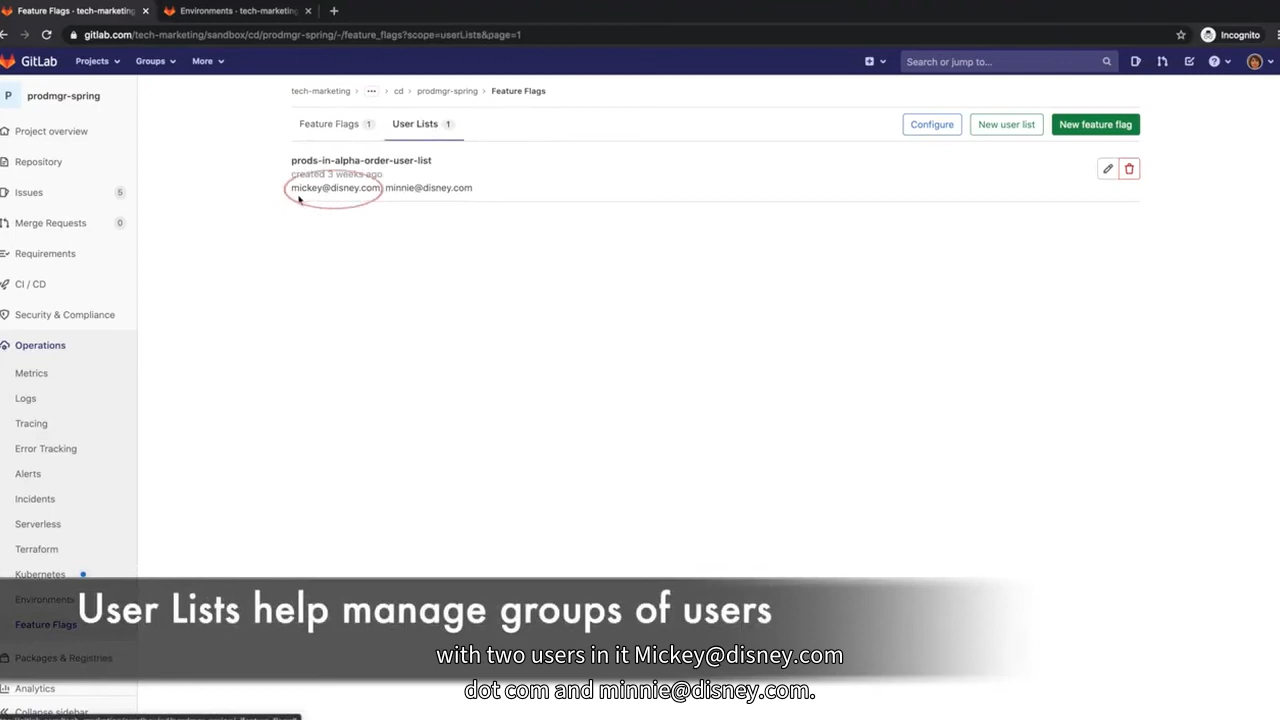 Feature Flags - tech-marketing
Environments - tech-marketing
gitlab.com/tech-marketing/sandbox/cd/prodmgr-spring/-/feature_flags?scope=userLists&page=1
Incognito
GitLab
Projects
Groups
More
Search or jump to...
P
prodmgr-spring
tech-marketing
cd
prodmgr-spring
Feature Flags
Feature Flags 1
User Lists 1
Configure
New user list
New feature flag
prods-in-alpha-order-user-list
created 3 weeks ago
mickey@disney.com, minnie@disney.com
Project overview
Repository
Issues 5
Merge Requests 0
Requirements
CI / CD
Security & Compliance
Operations
Metrics
Logs
Tracing
Error Tracking
Alerts
Incidents
Serverless
Terraform
Kubernetes
Environments
Feature Flags
Packages & Registries
Analytics
Collapse sidebar
User Lists help manage groups of users
with two users in it Mickey@disney.com
dot com and minnie@disney.com.